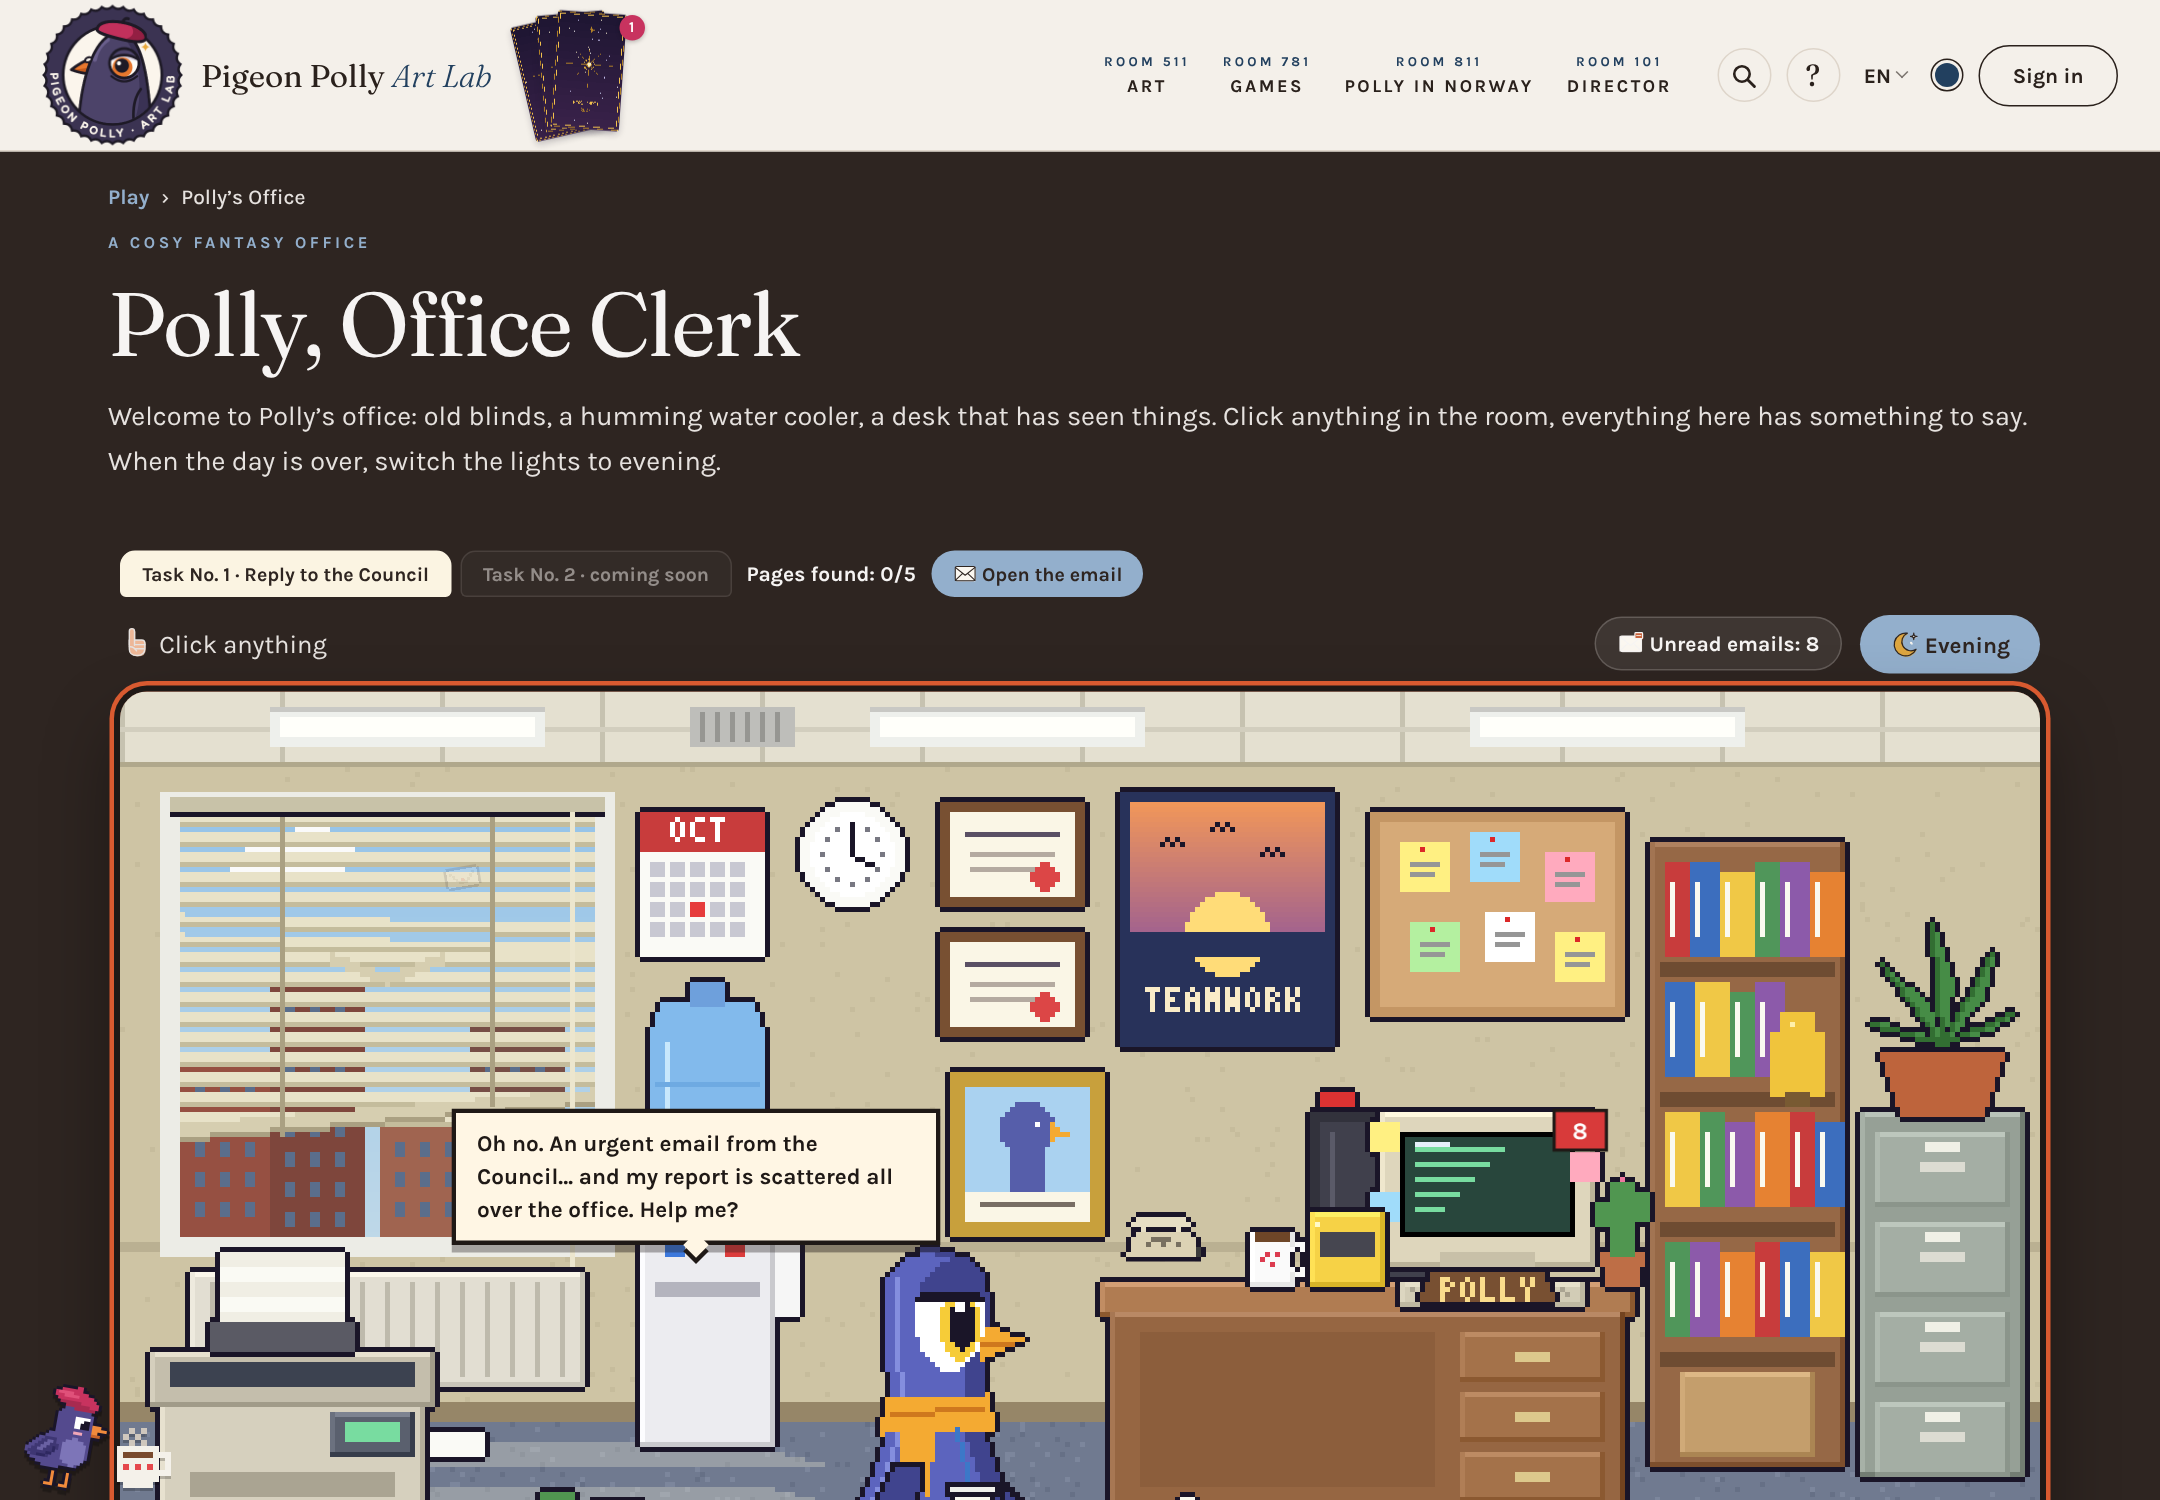 PIGEON POLLY · ART LAB
Pigeon Polly Art Lab
1
ROOM 511
ART
ROOM 781
GAMES
ROOM 811
POLLY IN NORWAY
ROOM 101
DIRECTOR
?
EN
Sign in
Play › Polly’s Office
A COSY FANTASY OFFICE
Polly, Office Clerk
Welcome to Polly’s office: old blinds, a humming water cooler, a desk that has seen things. Click anything in the room, everything here has something to say.
When the day is over, switch the lights to evening.
Task No. 1 · Reply to the Council
Task No. 2 · coming soon
Pages found: 0/5
Open the email
Click anything
Unread emails: 8
Evening
OCT
TEAMWORK
8
Oh no. An urgent email from the
Council... and my report is scattered all
over the office. Help me?
POLLY